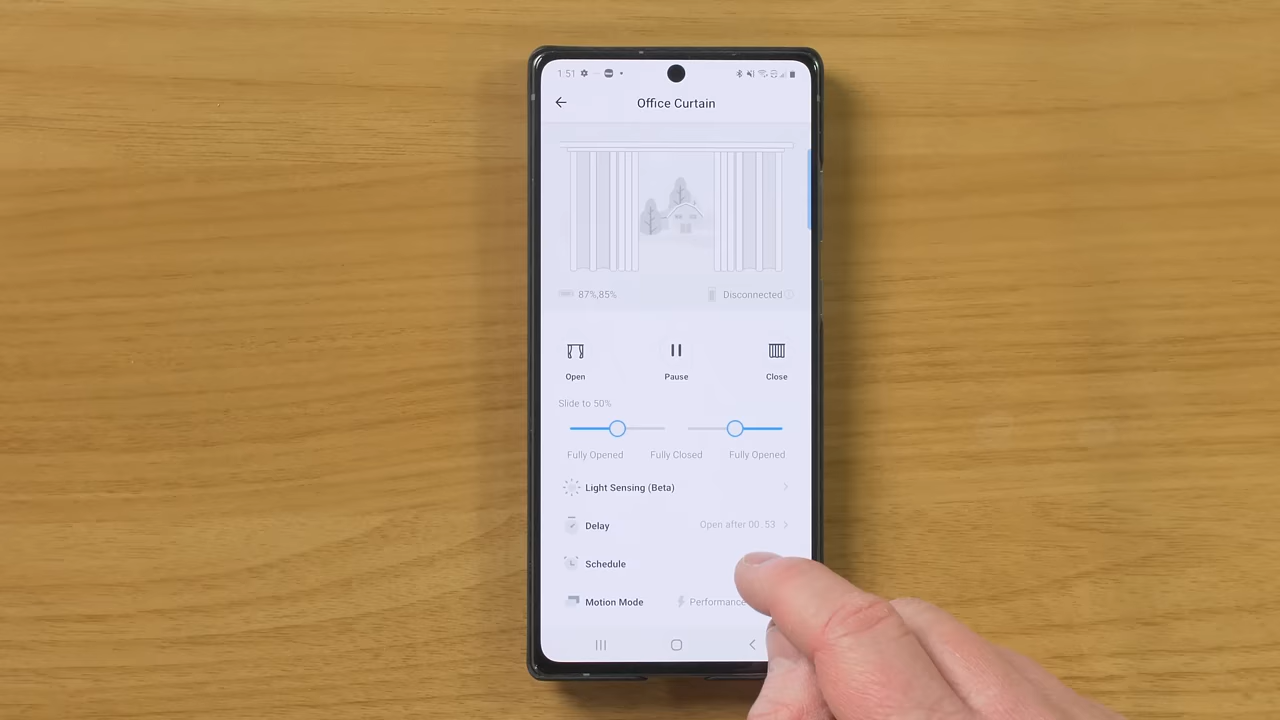 1:51
Office Curtain
87%,85%
Disconnected
Open
Pause
Close
Slide to 50%
Fully Opened
Fully Closed
Fully Opened
Light Sensing (Beta)
Delay
Open after 00:53
Schedule
Motion Mode
Performance